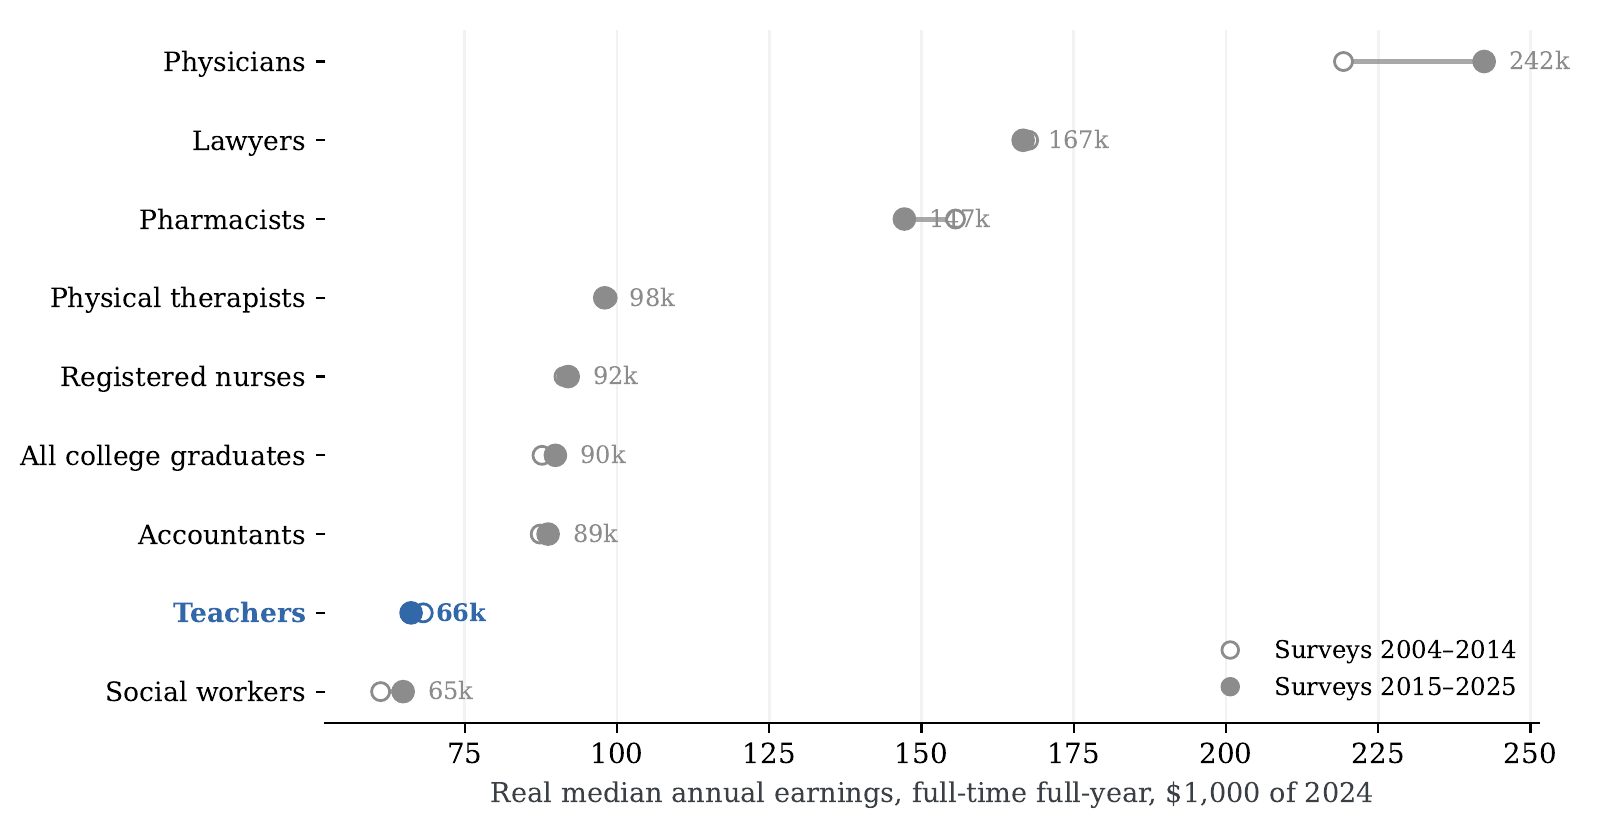 Physicians 242k
Lawyers 167k
Pharmacists 147k
Physical therapists 98k
Registered nurses 92k
All college graduates 90k
Accountants 89k
Teachers 66k
Surveys 2004–2014
Surveys 2015–2025
Social workers 65k
75 100 125 150 175 200 225 250
Real median annual earnings, full-time full-year, $1,000 of 2024